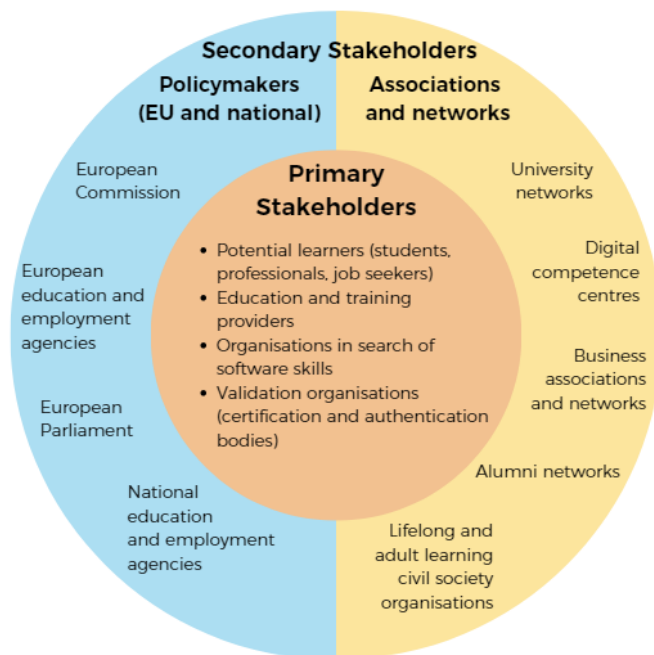 Secondary Stakeholders
Policymakers
(EU and national)
Associations
and networks
European
Commission
European
education and
employment
agencies
European
Parliament
National
education
and employment
agencies
Primary
Stakeholders
• Potential learners (students,
professionals, job seekers)
• Education and training
providers
• Organisations in search of
software skills
• Validation organisations
(certification and authentication
bodies)
University
networks
Digital
competence
centres
Business
associations
and networks
Alumni networks
Lifelong and
adult learning
civil society
organisations